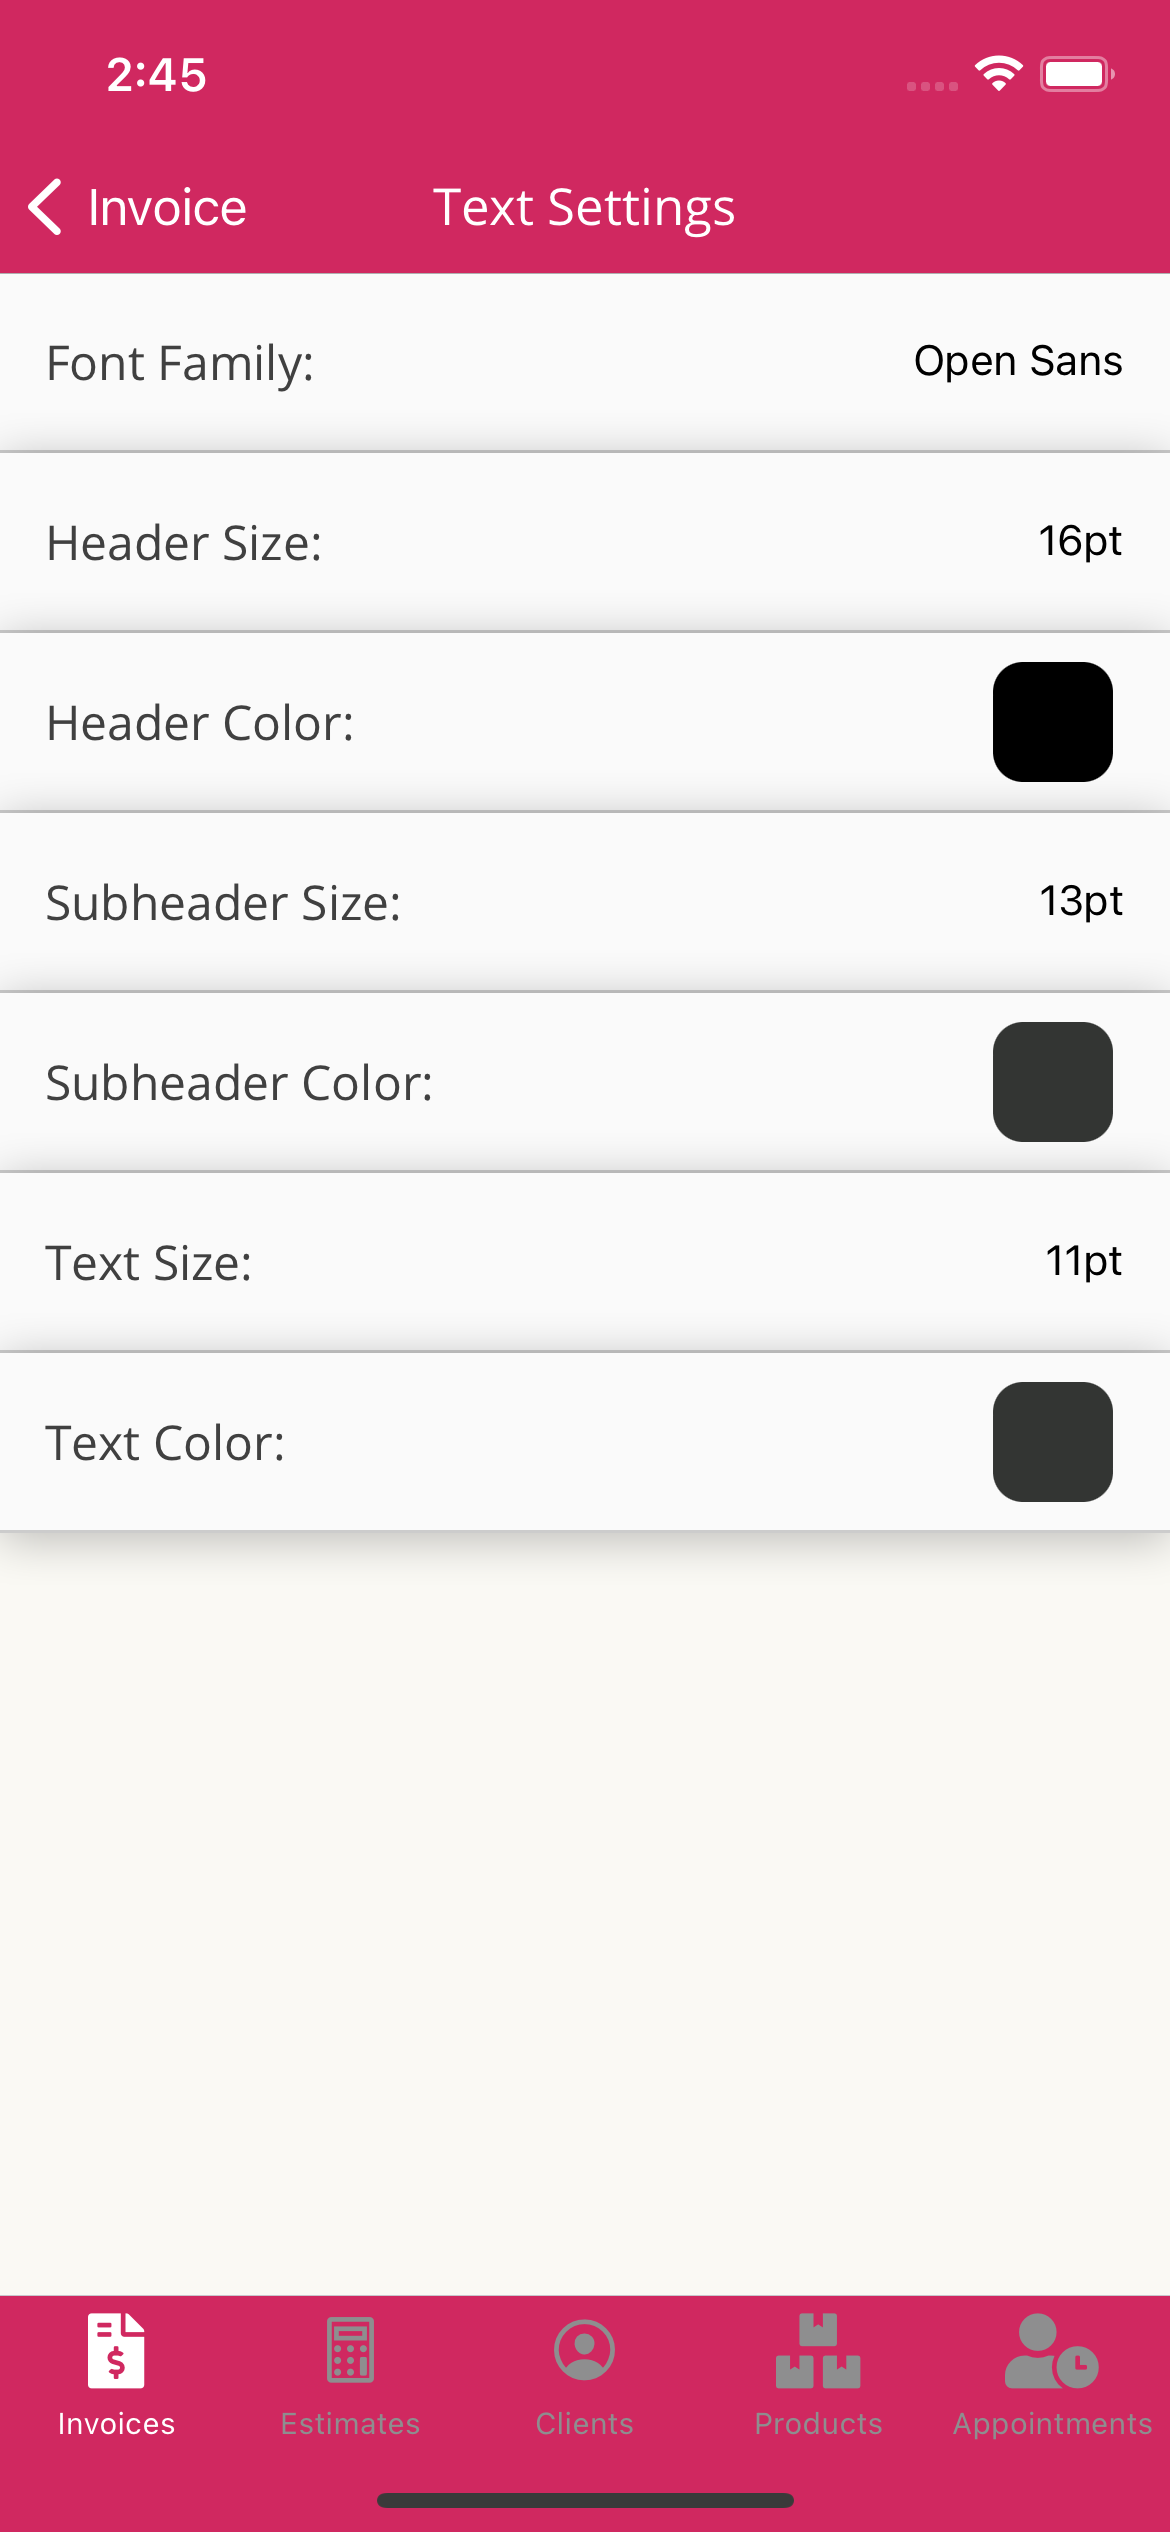 2:45
Invoice
Text Settings
Font Family:
Open Sans
Header Size:
16pt
Header Color:
Subheader Size:
13pt
Subheader Color:
Text Size:
11pt
Text Color:
$
Invoices
Estimates
Clients
Products
Appointments